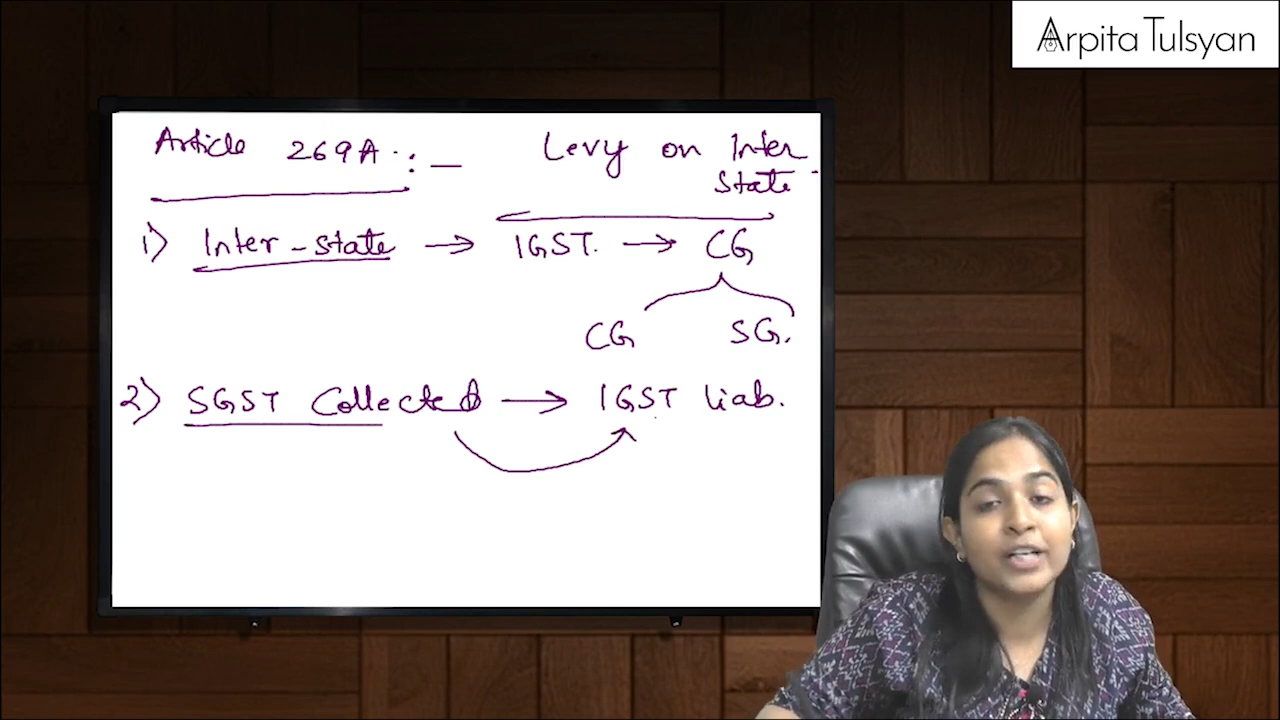 Arpita Tulsyan
Article 269A :— Levy on Inter
State
1) Inter-state → IGST. → CG
CG SG.
2) SGST Collected → IGST liab.